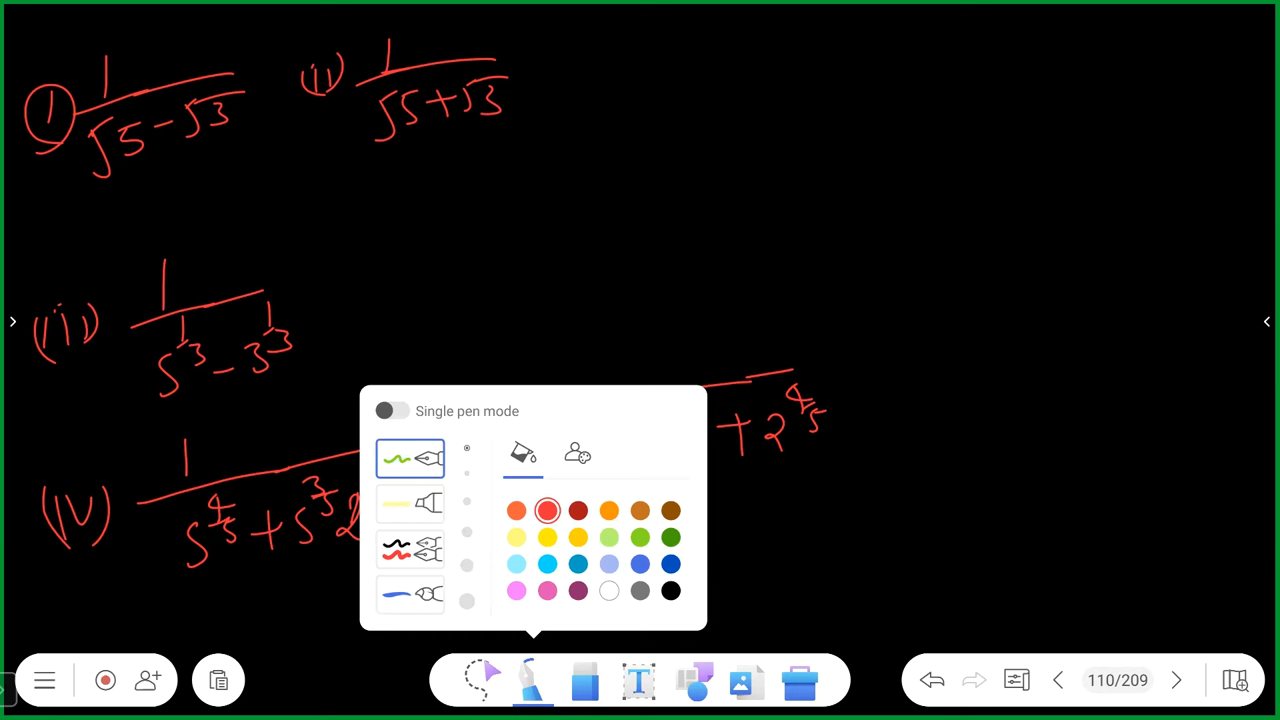 ① 1/(√5-√3) (ii) 1/(√5+√3)
(iii) 1/(5^(1/3)-3^(1/3))
Single pen mode
+2^(4/5)
(IV) 1/(5^(4/5)+5^(3/5)2
T
110/209